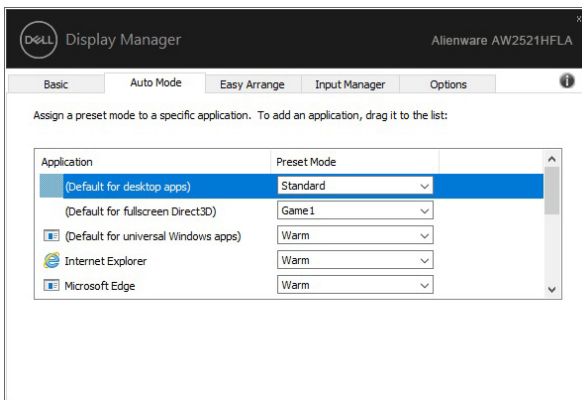 DELL Display Manager Alienware AW2521HFLA
Basic Auto Mode Easy Arrange Input Manager Options
Assign a preset mode to a specific application. To add an application, drag it to the list:
Application Preset Mode
(Default for desktop apps) Standard
(Default for fullscreen Direct3D) Game1
(Default for universal Windows apps) Warm
Internet Explorer Warm
Microsoft Edge Warm